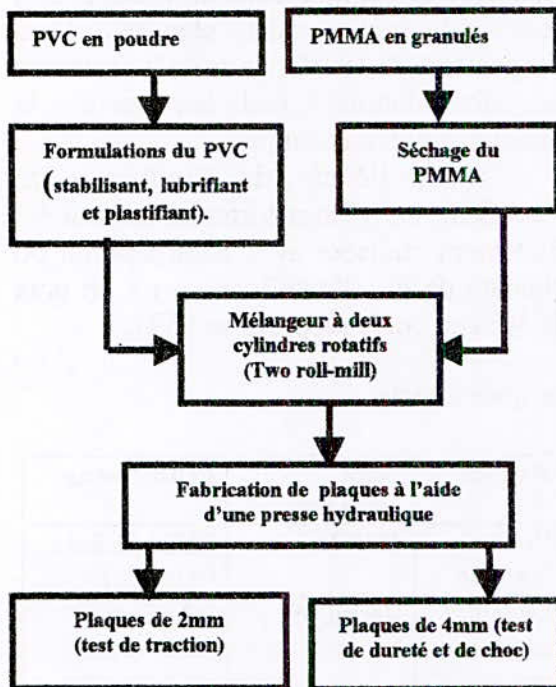 PVC en poudre
PMMA en granulés
Formulations du PVC
(stabilisant, lubrifiant
et plastifiant).
Séchage du
PMMA
Mélangeur à deux
cylindres rotatifs
(Two roll-mill)
Fabrication de plaques à l'aide
d'une presse hydraulique
Plaques de 2mm
(test de traction)
Plaques de 4mm (test
de dureté et de choc)